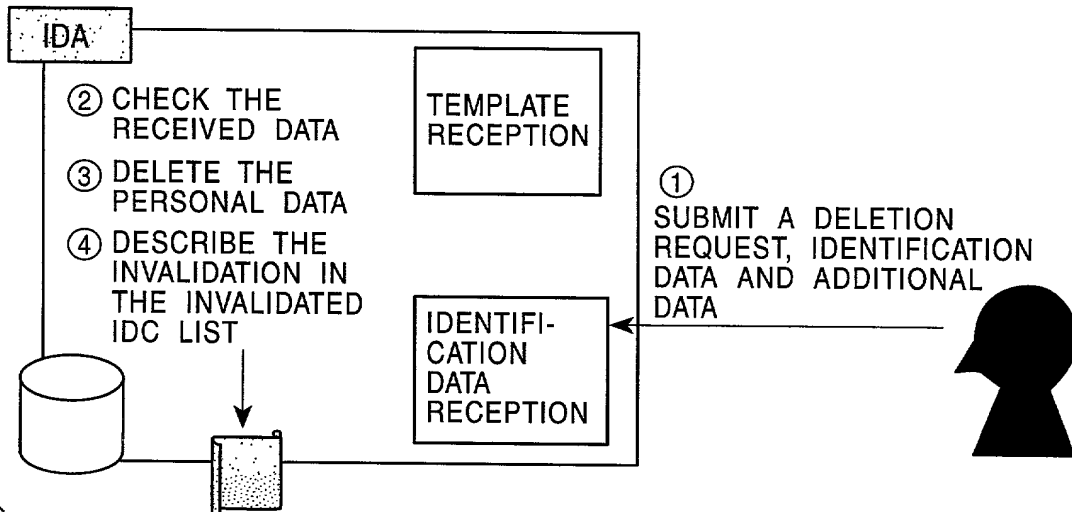 IDA
② CHECK THE
RECEIVED DATA
③ DELETE THE
PERSONAL DATA
④ DESCRIBE THE
INVALIDATION IN
THE INVALIDATED
IDC LIST
TEMPLATE
RECEPTION
IDENTIFI-
CATION
DATA
RECEPTION
①
SUBMIT A DELETION
REQUEST, IDENTIFICATION
DATA AND ADDITIONAL
DATA